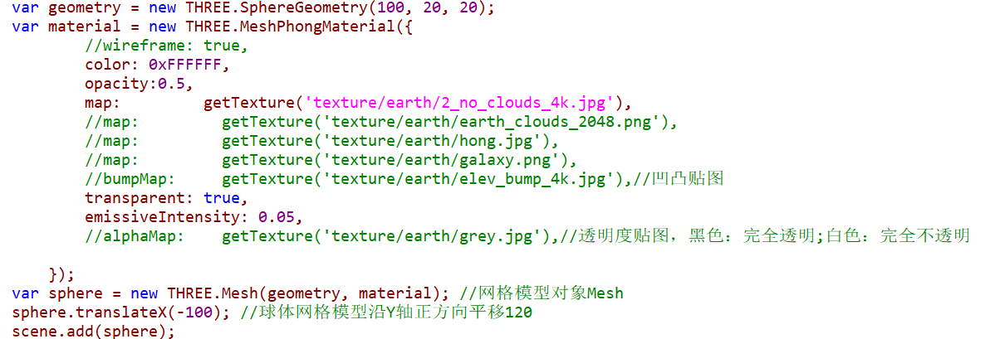 var geometry = new THREE.SphereGeometry(100, 20, 20);
var material = new THREE.MeshPhongMaterial({
//wireframe: true,
color: 0xFFFFFF,
opacity:0.5,
map: getTexture('texture/earth/2_no_clouds_4k.jpg'),
//map: getTexture('texture/earth/earth_clouds_2048.png'),
//map: getTexture('texture/earth/hong.jpg'),
//map: getTexture('texture/earth/galaxy.png'),
//bumpMap: getTexture('texture/earth/elev_bump_4k.jpg'),//凹凸贴图
transparent: true,
emissiveIntensity: 0.05,
//alphaMap: getTexture('texture/earth/grey.jpg'),//透明度贴图，黑色：完全透明;白色：完全不透明
});
var sphere = new THREE.Mesh(geometry, material); //网格模型对象Mesh
sphere.translateX(-100); //球体网格模型沿Y轴正方向平移120
scene.add(sphere);